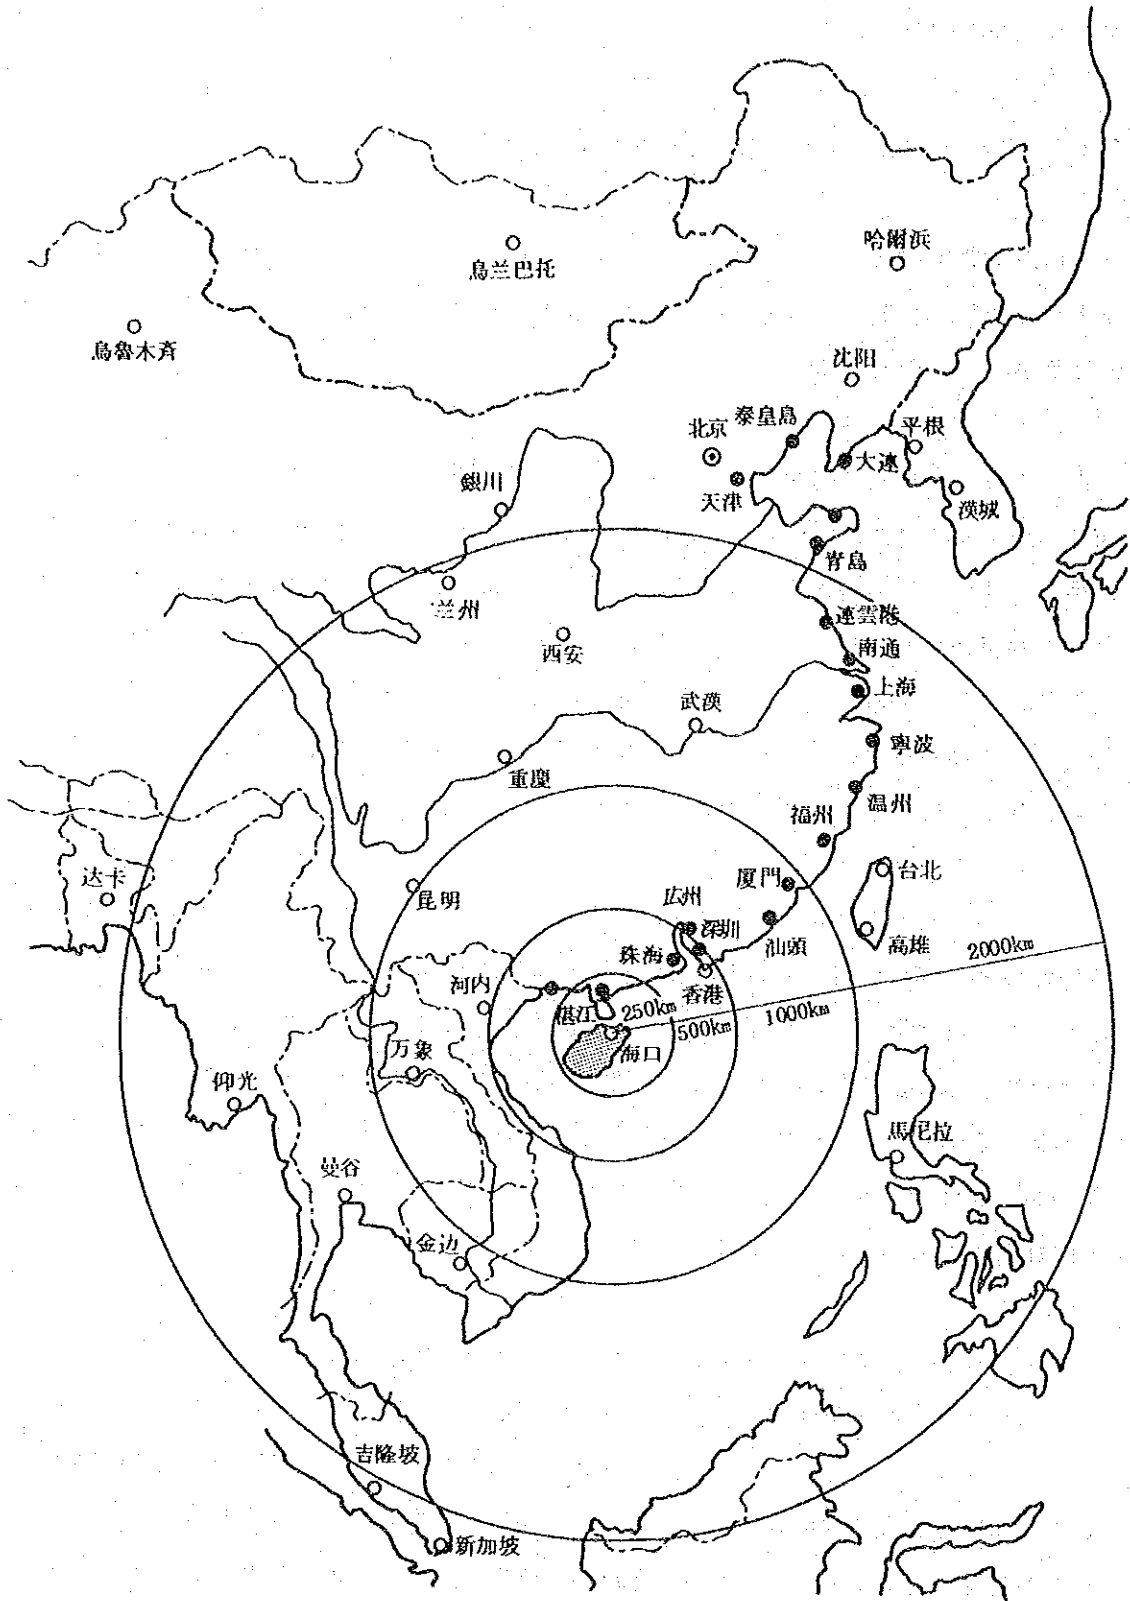 哈爾浜
烏兰巴托
烏魯木斉
沈阳
泰皇島
北京
平根
大連
銀川
天津
漢城
青島
兰州
連雲港
西安
南通
上海
武漢
寧波
重慶
温州
福州
台北
达卡
厦門
昆明
広州
深圳
汕頭
高雄
2000km
珠海
河内
香港
湛江
250km
1000km
500km
海口
万象
仰光
馬尼拉
曼谷
金边
吉隆坡
新加坡